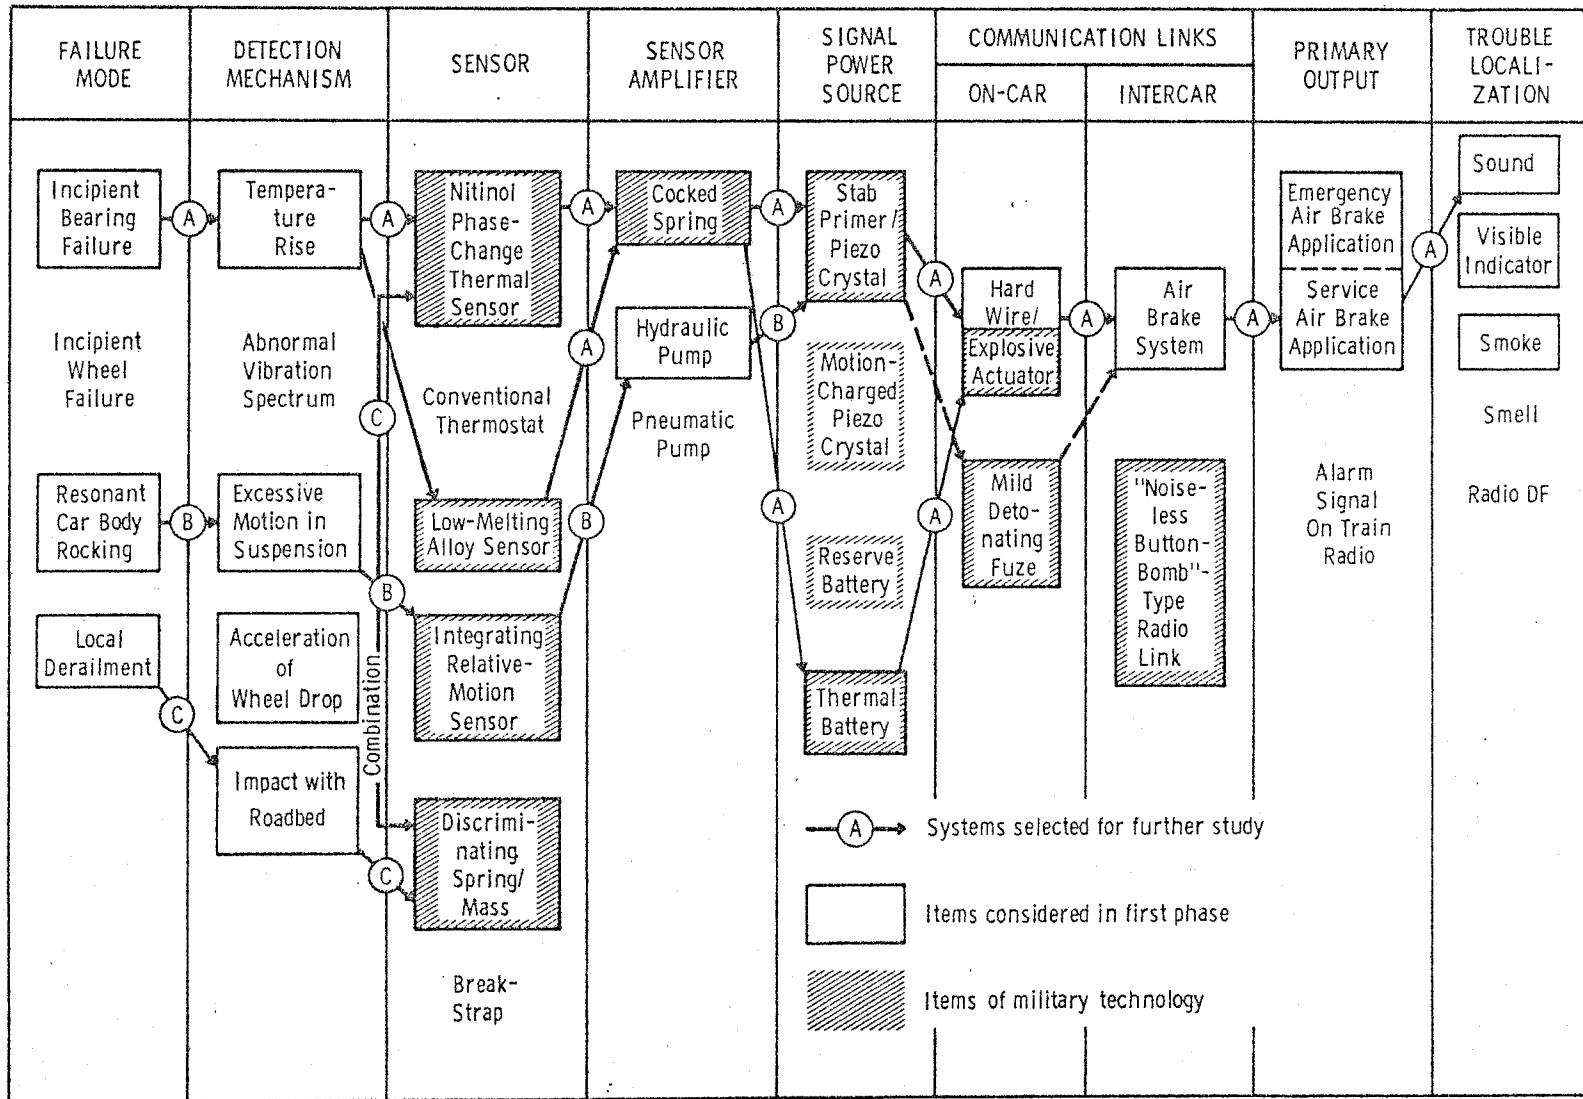 FAILURE
MODE
DETECTION
MECHANISM
SENSOR
SENSOR
AMPLIFIER
SIGNAL
POWER
SOURCE
COMMUNICATION LINKS
ON-CAR
INTERCAR
PRIMARY
OUTPUT
TROUBLE
LOCALI-
ZATION
Incipient
Bearing
Failure
A
Incipient
Wheel
Failure
Resonant
Car Body
Rocking
B
Local
Derailment
C
Tempera-
ture
Rise
A
Abnormal
Vibration
Spectrum
C
Excessive
Motion in
Suspension
B
Acceleration
of
Wheel Drop
Combination
Impact with
Roadbed
C
Nitinol
Phase-
Change
Thermal
Sensor
A
Conventional
Thermostat
A
Low-Melting
Alloy Sensor
B
Integrating
Relative-
Motion
Sensor
Discrimi-
nating
Spring/
Mass
Break-
Strap
Cocked
Spring
A
Hydraulic
Pump
B
Pneumatic
Pump
A
Stab
Primer/
Piezo
Crystal
A
Motion-
Charged
Piezo
Crystal
Reserve
Battery
A
Thermal
Battery
Hard
Wire/
Explosive
Actuator
A
Mild
Deto-
nating
Fuze
Air
Brake
System
A
"Noise-
less
Button-
Bomb"-
Type
Radio
Link
Emergency
Air Brake
Application
Service
Air Brake
Application
A
Alarm
Signal
On Train
Radio
Sound
Visible
Indicator
Smoke
Smell
Radio DF
A
Systems selected for further study
Items considered in first phase
Items of military technology